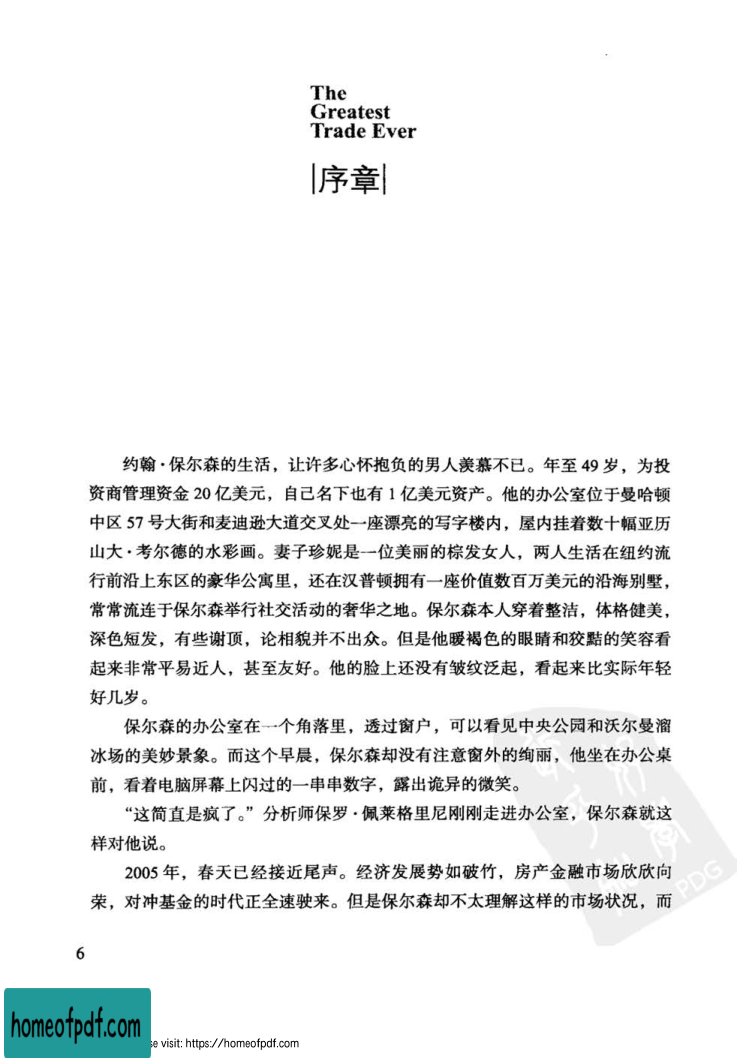 The
Greatest
Trade Ever
序章
约翰·保尔森的生活，让许多心怀抱负的男人羡慕不已。年至 49 岁，为投
资商管理资金 20 亿美元，自己名下也有 1 亿美元资产。他的办公室位于曼哈顿
中区 57 号大街和麦迪逊大道交叉处一座漂亮的写字楼内，屋内挂着数十幅亚历
山大·考尔德的水彩画。妻子珍妮是一位美丽的棕发女人，两人生活在纽约流
行前沿上东区的豪华公寓里，还在汉普顿拥有一座价值数百万美元的沿海别墅，
常常流连于保尔森举行社交活动的奢华之地。保尔森本人穿着整洁，体格健美，
深色短发，有些谢顶，论相貌并不出众。但是他暖褐色的眼睛和狡黠的笑容看
起来非常平易近人，甚至友好。他的脸上还没有皱纹泛起，看起来比实际年轻
好几岁。
保尔森的办公室在一个角落里，透过窗户，可以看见中央公园和沃尔曼溜
冰场的美妙景象。而这个早晨，保尔森却没有注意窗外的绚丽，他坐在办公桌
前，看着电脑屏幕上闪过的一串串数字，露出诡异的微笑。
“这简直是疯了。”分析师保罗·佩莱格里尼刚刚走进办公室，保尔森就这
样对他说。
2005 年，春天已经接近尾声。经济发展势如破竹，房产金融市场欣欣向
荣，对冲基金的时代正全速驶来。但是保尔森却不太理解这样的市场状况，而
PDG
6
homeofpdf.com
se visit: https://homeofpdf.com